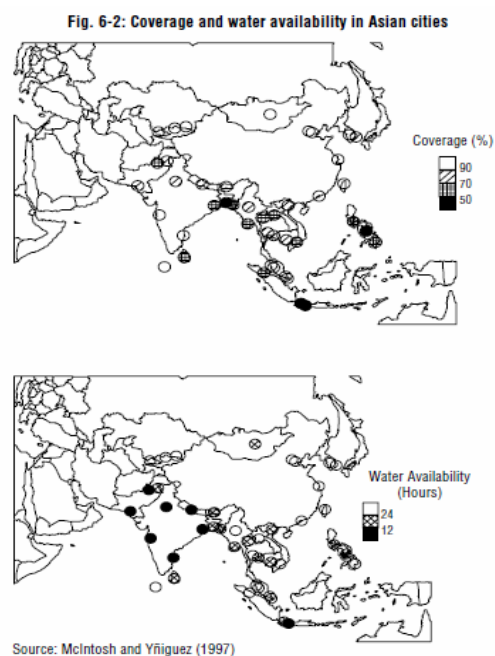 Fig. 6-2: Coverage and water availability in Asian cities
Coverage (%)
90
70
50
Water Availability
(Hours)
24
12
Source: McIntosh and Yñiguez (1997)